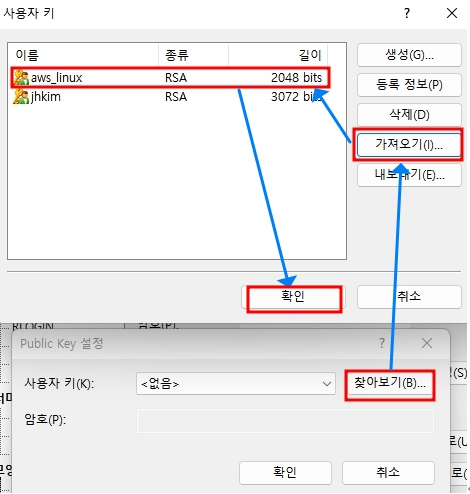 사용자 키
이름 종류 길이
aws_linux RSA 2048 bits
jhkim RSA 3072 bits
생성(G)...
등록 정보(P)
삭제(D)
가져오기(I)...
내보내기(E)...
확인 취소
RLOGIN 암호(P):
Public Key 설정
사용자 키(K): <없음> 찾아보기(B)...
암호(P):
확인 취소